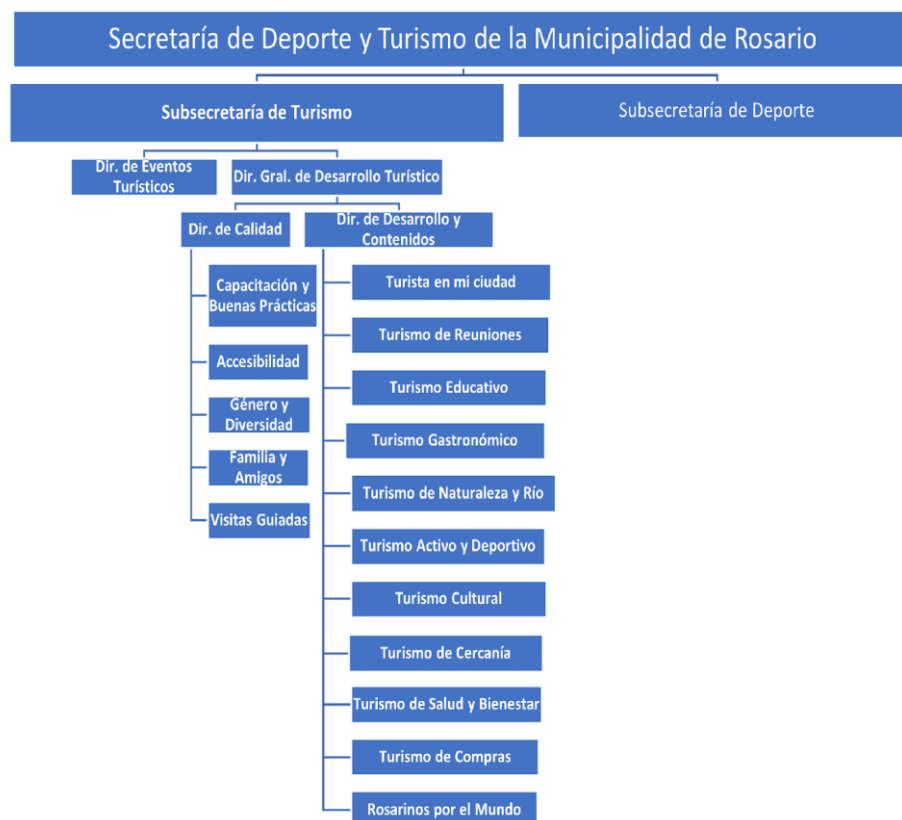 Secretaría de Deporte y Turismo de la Municipalidad de Rosario
Subsecretaría de Turismo
Subsecretaría de Deporte
Dir. de Eventos
Turísticos
Dir. Gral. de Desarrollo Turístico
Dir. de Calidad
Dir. de Desarrollo y
Contenidos
Capacitación y
Buenas Prácticas
Accesibilidad
Género y
Diversidad
Familia y
Amigos
Visitas Guiadas
Turista en mi ciudad
Turismo de Reuniones
Turismo Educativo
Turismo Gastronómico
Turismo de Naturaleza y Río
Turismo Activo y Deportivo
Turismo Cultural
Turismo de Cercanía
Turismo de Salud y Bienestar
Turismo de Compras
Rosarinos por el Mundo